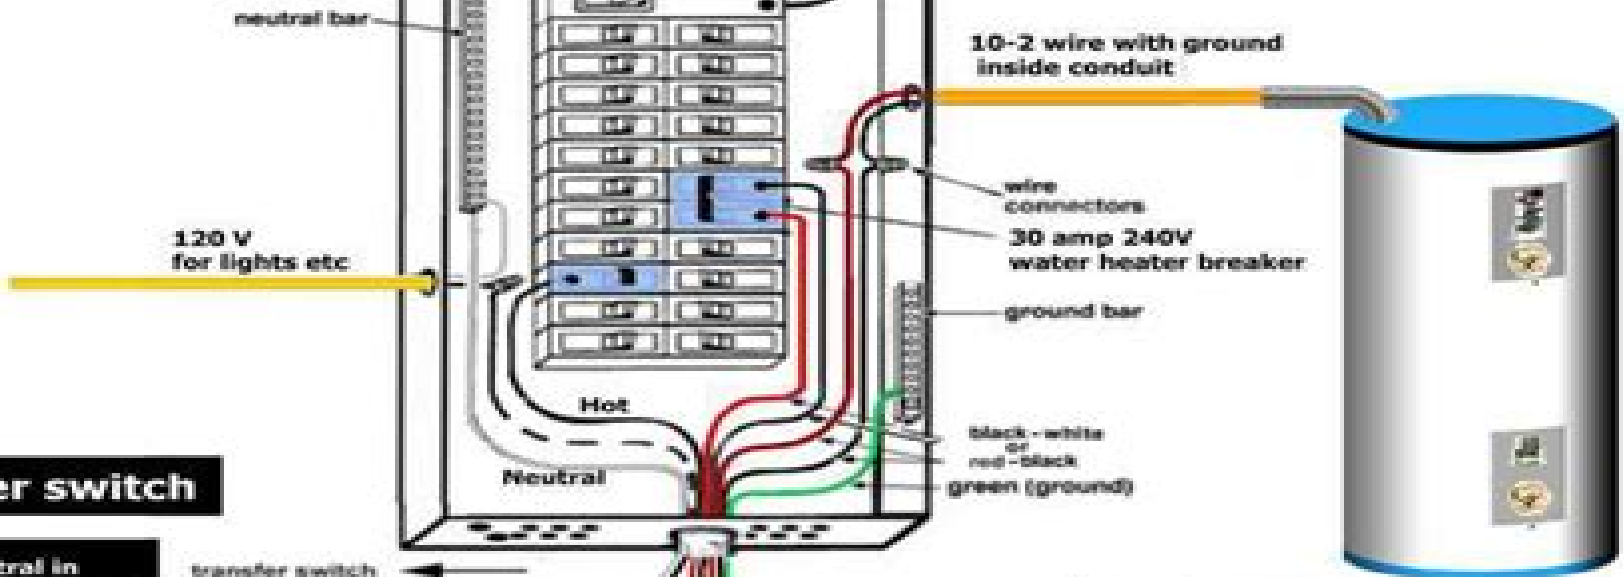 neutral bar
10-2 wire with ground
inside conduit
wire
connectors
120 V
for lights etc
30 amp 240V
water heater breaker
ground bar
Hot
black-white
or
red-black
Neutral
green (ground)
er switch
tral in
transfer switch